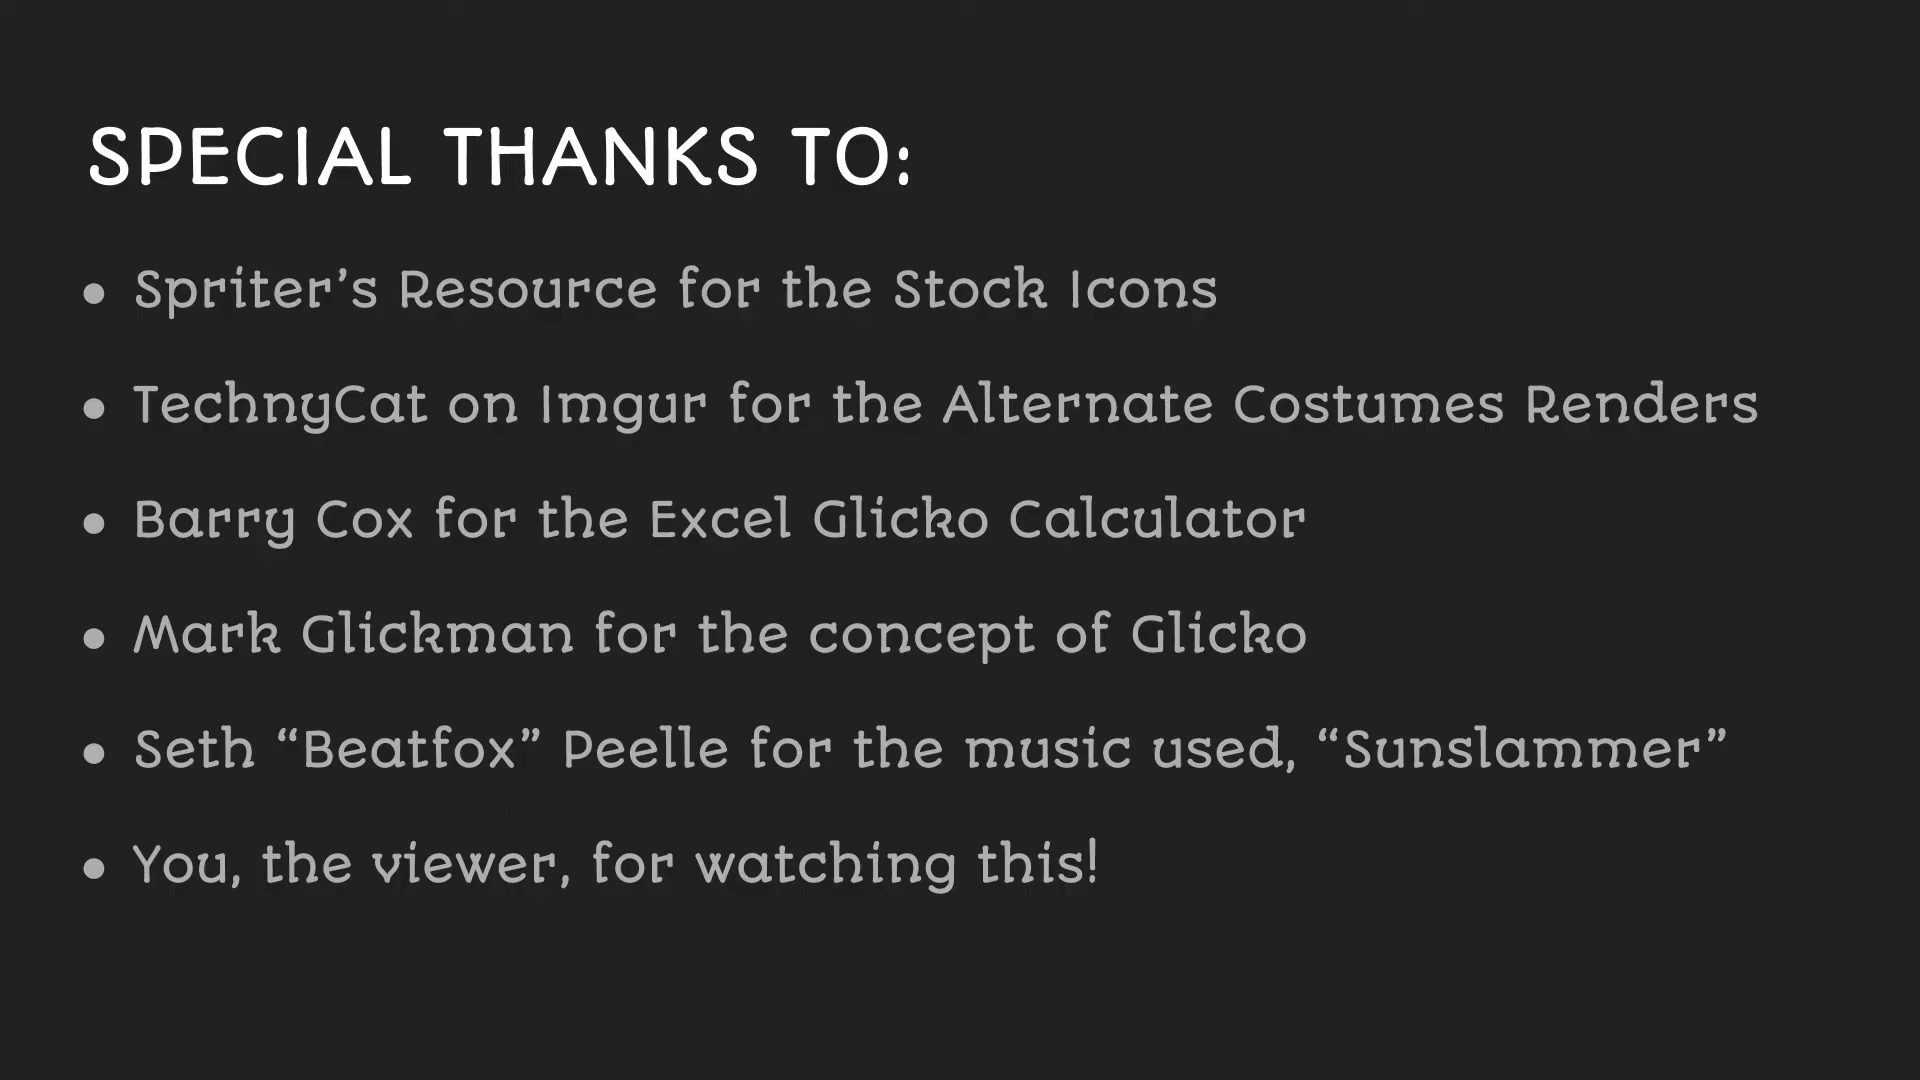 SPECIAL THANKS TO:
● Spriter’s Resource for the Stock Icons
● TechnyCat on Imgur for the Alternate Costumes Renders
● Barry Cox for the Excel Glicko Calculator
● Mark Glickman for the concept of Glicko
● Seth “Beatfox” Peelle for the music used, “Sunslammer”
● You, the viewer, for watching this!